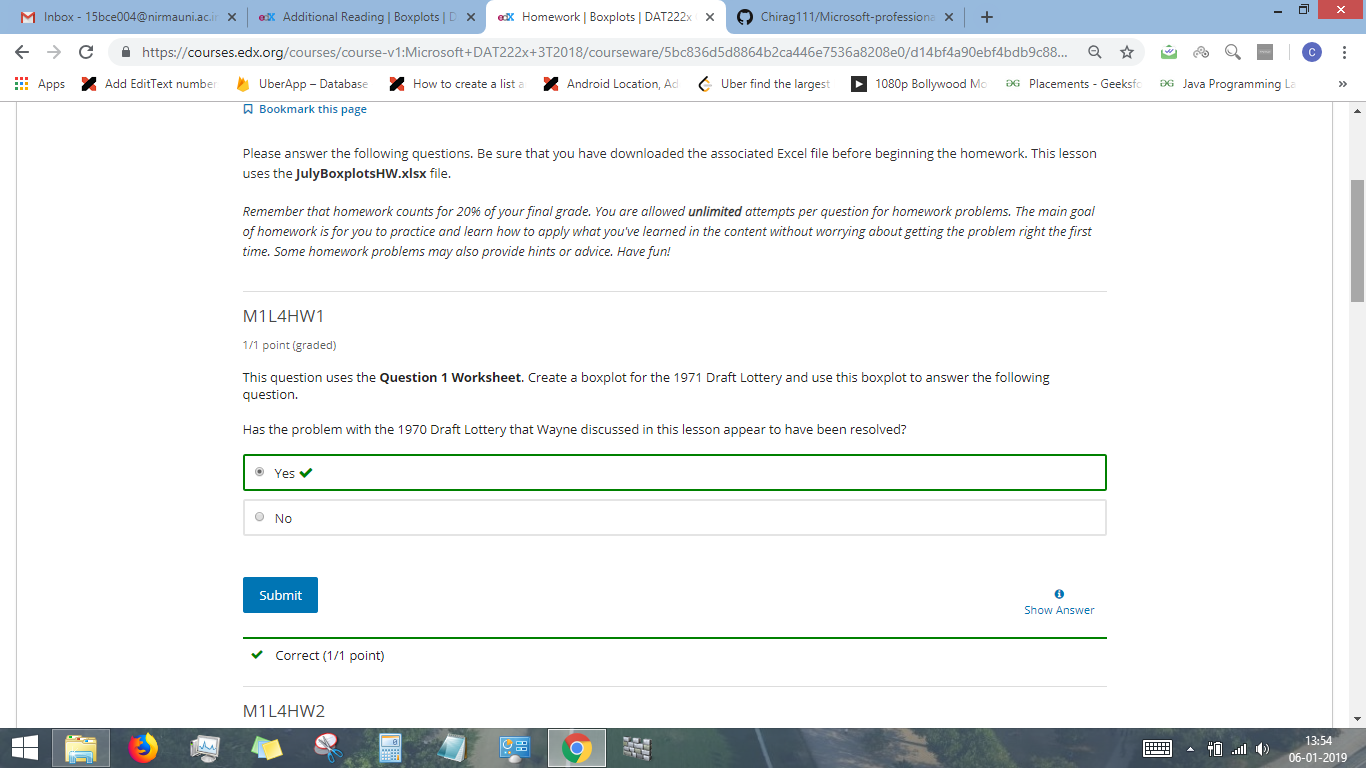 Inbox - 15bce004@nirmauni.ac.i
edX Additional Reading | Boxplots | D
edX Homework | Boxplots | DAT222x
Chirag111/Microsoft-professiona
https://courses.edx.org/courses/course-v1:Microsoft+DAT222x+3T2018/courseware/5bc836d5d8864b2ca446e7536a8208e0/d14bf4a90ebf4bdb9c88...
C
Apps
Add EditText number
UberApp – Database
How to create a list a
Android Location, Ad
Uber find the largest
1080p Bollywood Mo
Placements - Geeksfo
Java Programming La
»
Bookmark this page
Please answer the following questions. Be sure that you have downloaded the associated Excel file before beginning the homework. This lesson
uses the JulyBoxplotsHW.xlsx file.
Remember that homework counts for 20% of your final grade. You are allowed unlimited attempts per question for homework problems. The main goal
of homework is for you to practice and learn how to apply what you've learned in the content without worrying about getting the problem right the first
time. Some homework problems may also provide hints or advice. Have fun!
M1L4HW1
1/1 point (graded)
This question uses the Question 1 Worksheet. Create a boxplot for the 1971 Draft Lottery and use this boxplot to answer the following
question.
Has the problem with the 1970 Draft Lottery that Wayne discussed in this lesson appear to have been resolved?
Yes
No
Submit
Show Answer
Correct (1/1 point)
M1L4HW2
13:54
06-01-2019